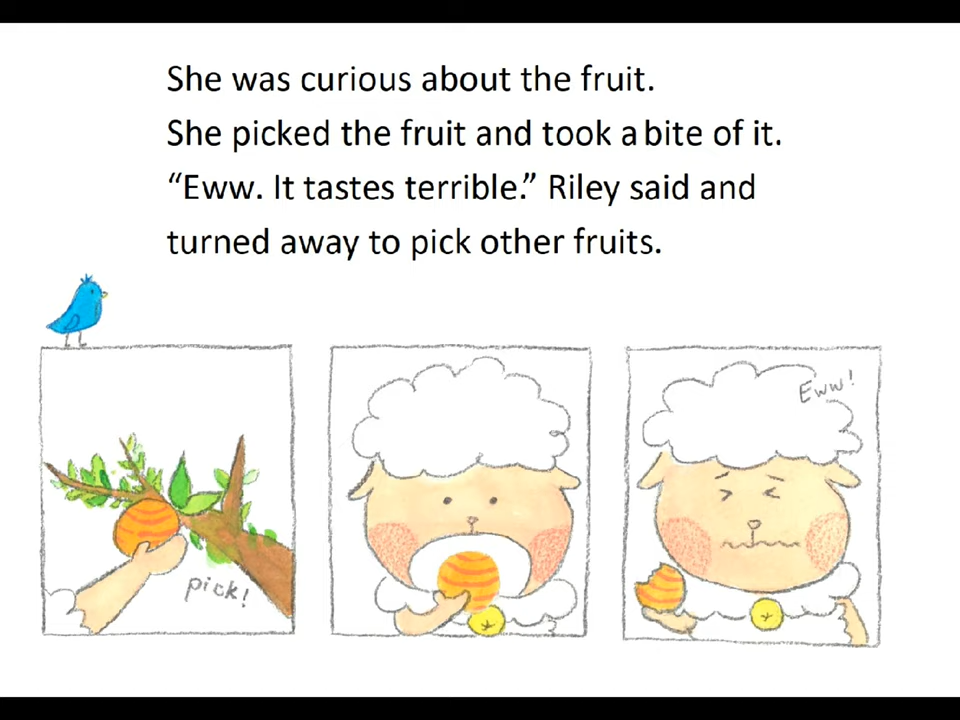 She was curious about the fruit.
She picked the fruit and took a bite of it.
“Eww. It tastes terrible.” Riley said and
turned away to pick other fruits.
Eww!
pick!